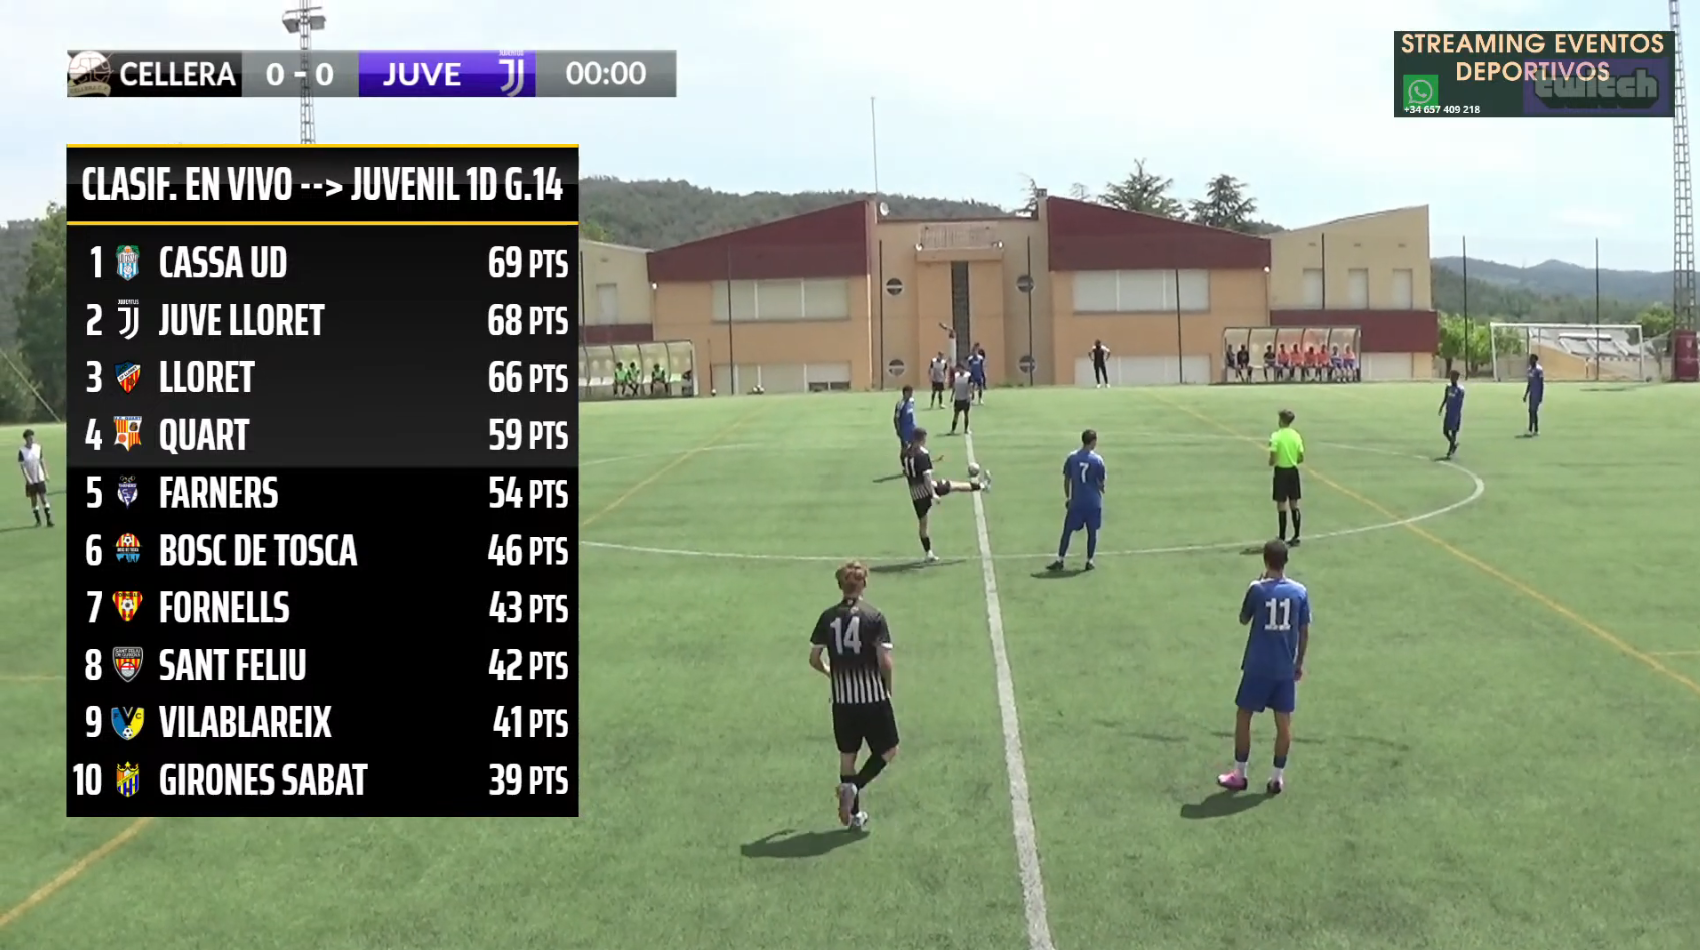 CELLERA 0 - 0 JUVE 00:00
STREAMING EVENTOS
DEPORTIVOS
twitch
+34 657 409 218
CLASIF. EN VIVO --> JUVENIL 1D G.14
1 CASSA UD 69 PTS
2 JUVE LLORET 68 PTS
3 LLORET 66 PTS
4 QUART 59 PTS
5 FARNERS 54 PTS
6 BOSC DE TOSCA 46 PTS
7 FORNELLS 43 PTS
8 SANT FELIU 42 PTS
9 VILABLAREIX 41 PTS
10 GIRONES SABAT 39 PTS
11
7
14
11